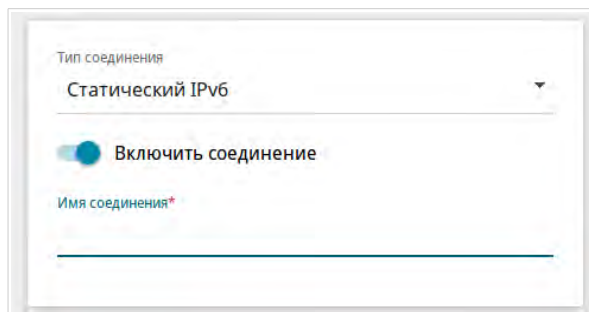 Тип соединения
Статический IPv6
Включить соединение
Имя соединения*